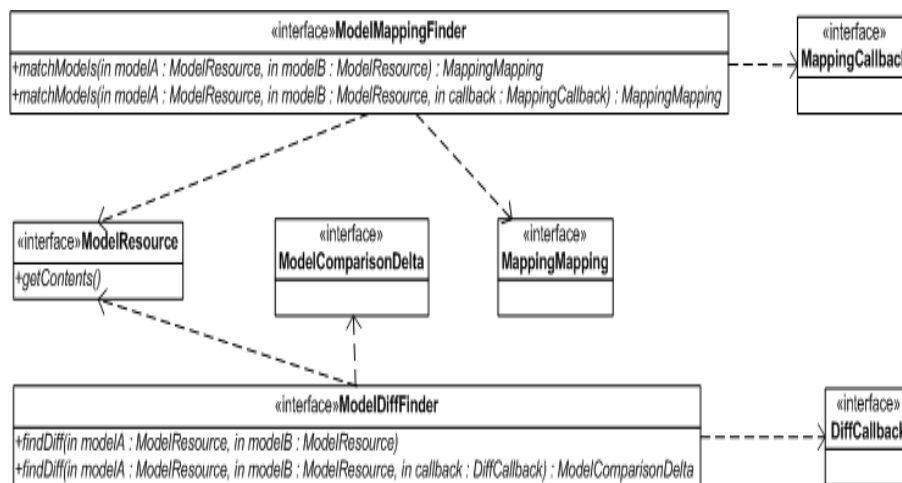 «interface»ModelMappingFinder
+matchModels(in modelA : ModelResource, in modelB : ModelResource) : MappingMapping
+matchModels(in modelA : ModelResource, in modelB : ModelResource, in callback : MappingCallback) : MappingMapping
«interface»
MappingCallback
«interface»ModelResource
+getContents()
«interface»
ModelComparisonDelta
«interface»
MappingMapping
«interface»ModelDiffFinder
+findDiff(in modelA : ModelResource, in modelB : ModelResource)
+findDiff(in modelA : ModelResource, in modelB : ModelResource, in callback : DiffCallback) : ModelComparisonDelta
«interface»
DiffCallback